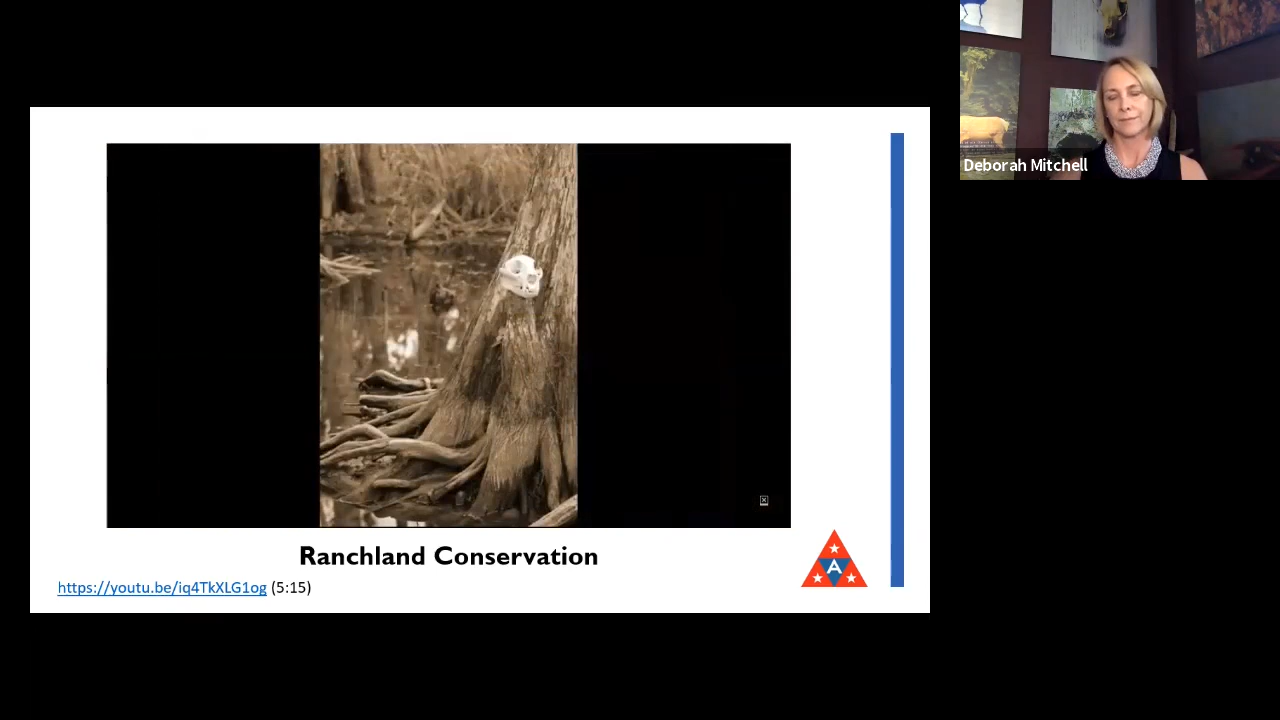 Deborah Mitchell
Ranchland Conservation
https://youtu.be/iq4TkXLG1og (5:15)
A